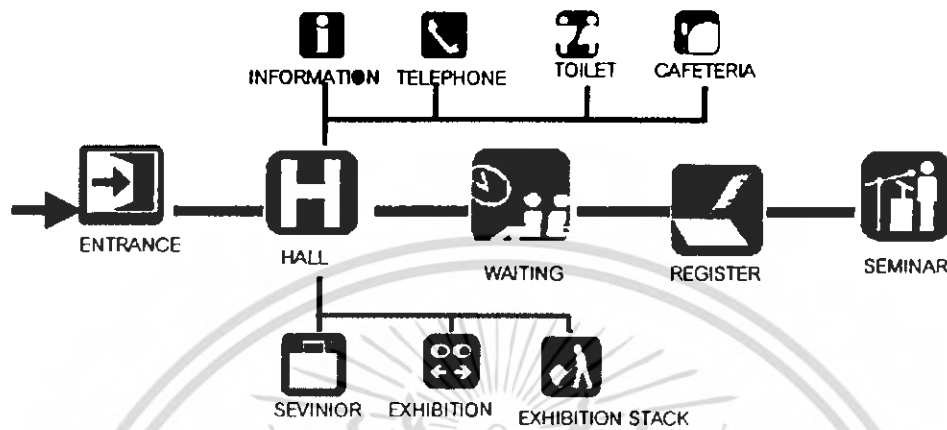 INFORMATION TELEPHONE TOILET CAFETERIA
ENTRANCE HALL WAITING REGISTER SEMINAR
SEVINIOR EXHIBITION EXHIBITION STACK